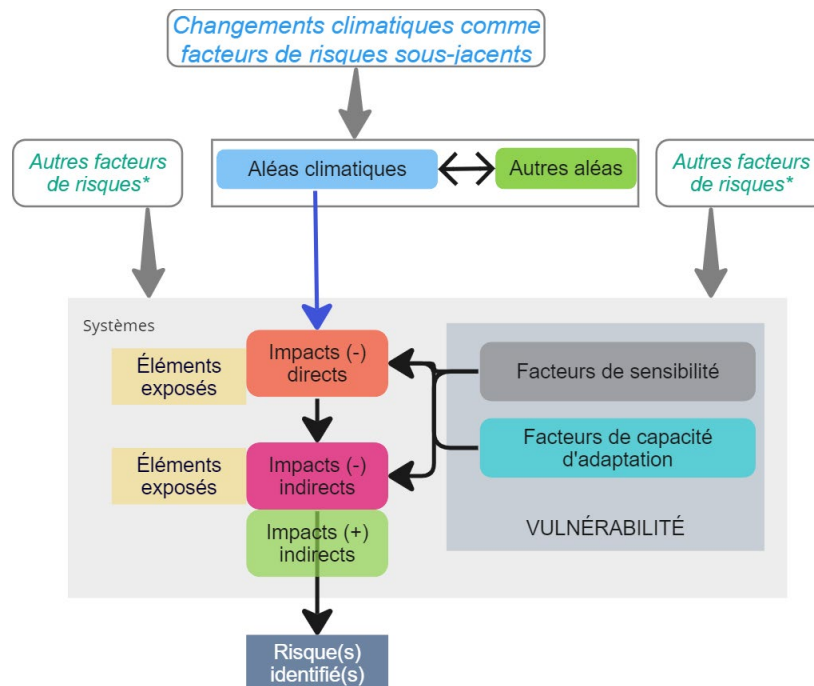 Changements climatiques comme
facteurs de risques sous-jacents
Autres facteurs
de risques*
Aléas climatiques
Autres aléas
Autres facteurs
de risques*
Systèmes
Éléments
exposés
Impacts (-)
directs
Facteurs de sensibilité
Éléments
exposés
Impacts (-)
indirects
Facteurs de capacité
d'adaptation
Impacts (+)
indirects
VULNÉRABILITÉ
Risque(s)
identifié(s)